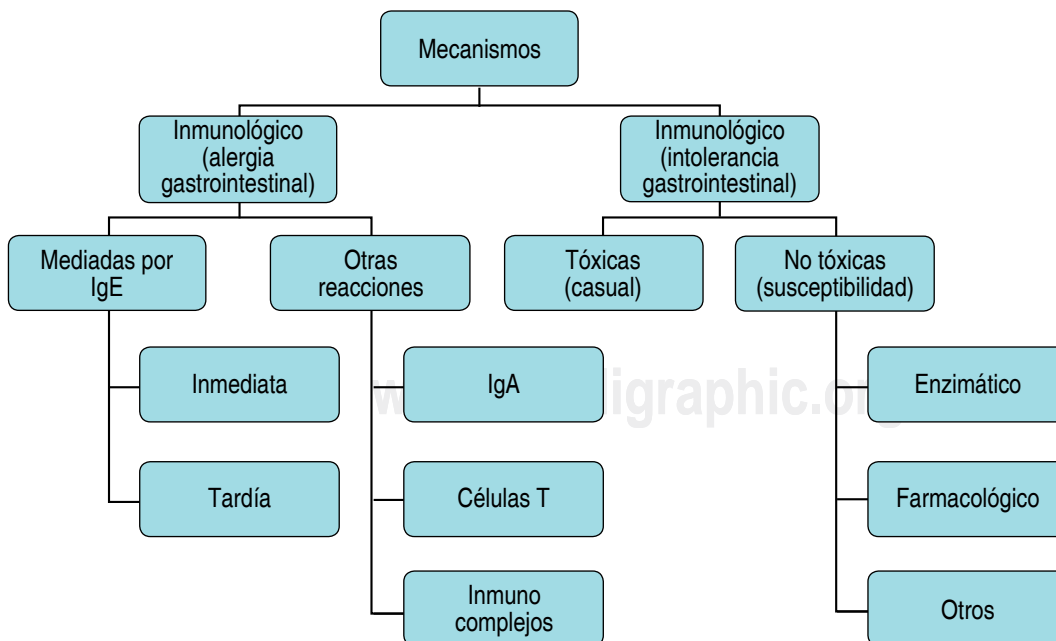 Mecanismos
Inmunológico
(alergia
gastrointestinal)
Inmunológico
(intolerancia
gastrointestinal)
Mediadas por
IgE
Otras
reacciones
Tóxicas
(casual)
No tóxicas
(susceptibilidad)
Inmediata
IgA
Enzimático
Tardía
Células T
Farmacológico
Inmuno
complejos
Otros